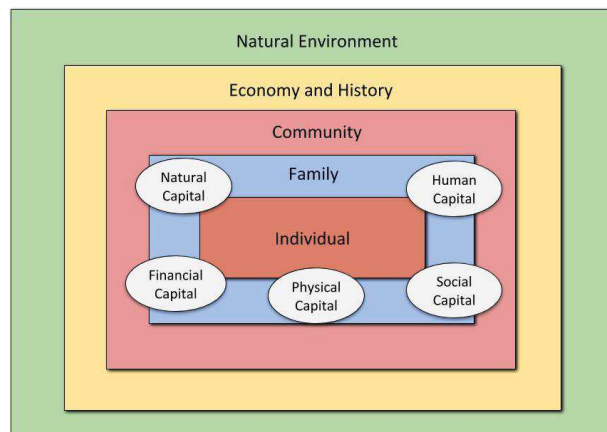 Natural Environment
Economy and History
Community
Family
Natural
Capital
Human
Capital
Individual
Financial
Capital
Physical
Capital
Social
Capital